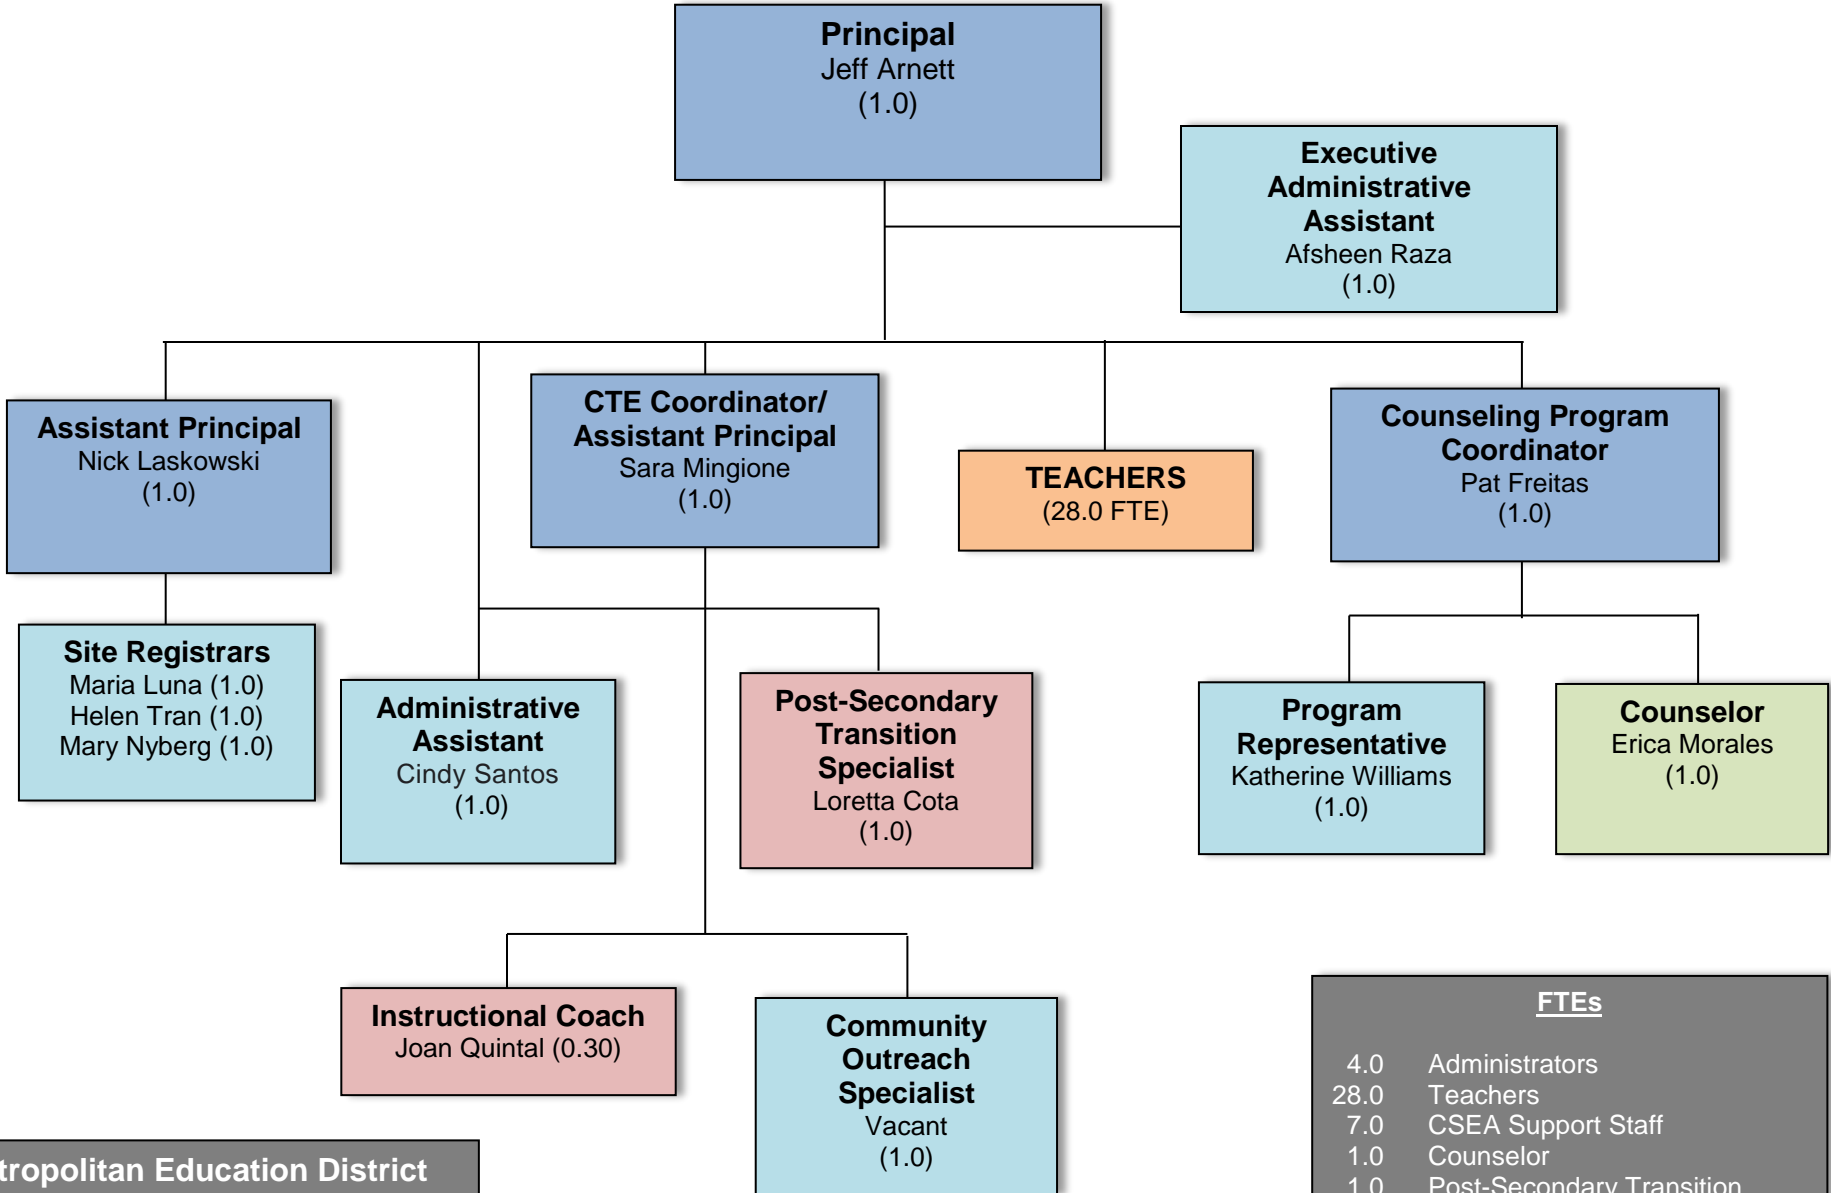 Principal
Jeff Arnett
(1.0)
Executive
Administrative
Assistant
Afsheen Raza
(1.0)
Assistant Principal
Nick Laskowski
(1.0)
CTE Coordinator/
Assistant Principal
Sara Mingione
(1.0)
TEACHERS
(28.0 FTE)
Counseling Program
Coordinator
Pat Freitas
(1.0)
Site Registrars
Maria Luna (1.0)
Helen Tran (1.0)
Mary Nyberg (1.0)
Administrative
Assistant
Cindy Santos
(1.0)
Post-Secondary
Transition
Specialist
Loretta Cota
(1.0)
Program
Representative
Katherine Williams
(1.0)
Counselor
Erica Morales
(1.0)
Instructional Coach
Joan Quintal (0.30)
Community
Outreach
Specialist
Vacant
(1.0)
FTEs
4.0 Administrators
28.0 Teachers
7.0 CSEA Support Staff
1.0 Counselor
1.0 Post-Secondary Transition
tropolitan Education District